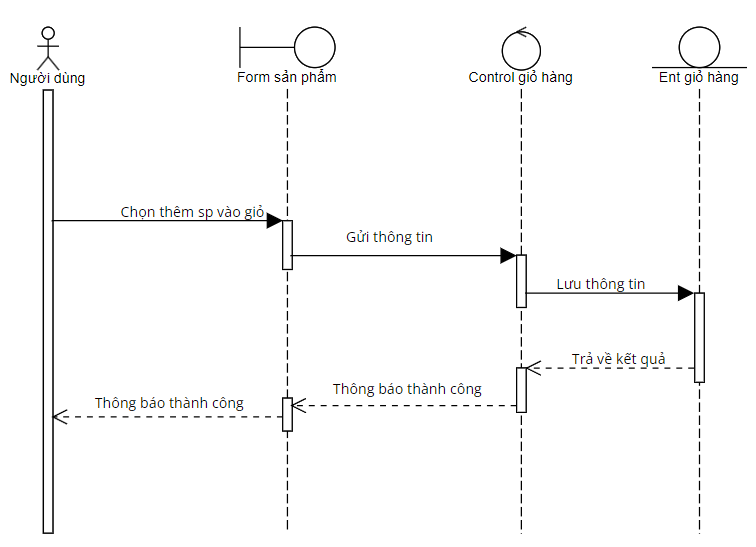 Người dùng
Form sản phẩm
Control giỏ hàng
Ent giỏ hàng
Chọn thêm sp vào giỏ
Gửi thông tin
Lưu thông tin
Trả về kết quả
Thông báo thành công
Thông báo thành công